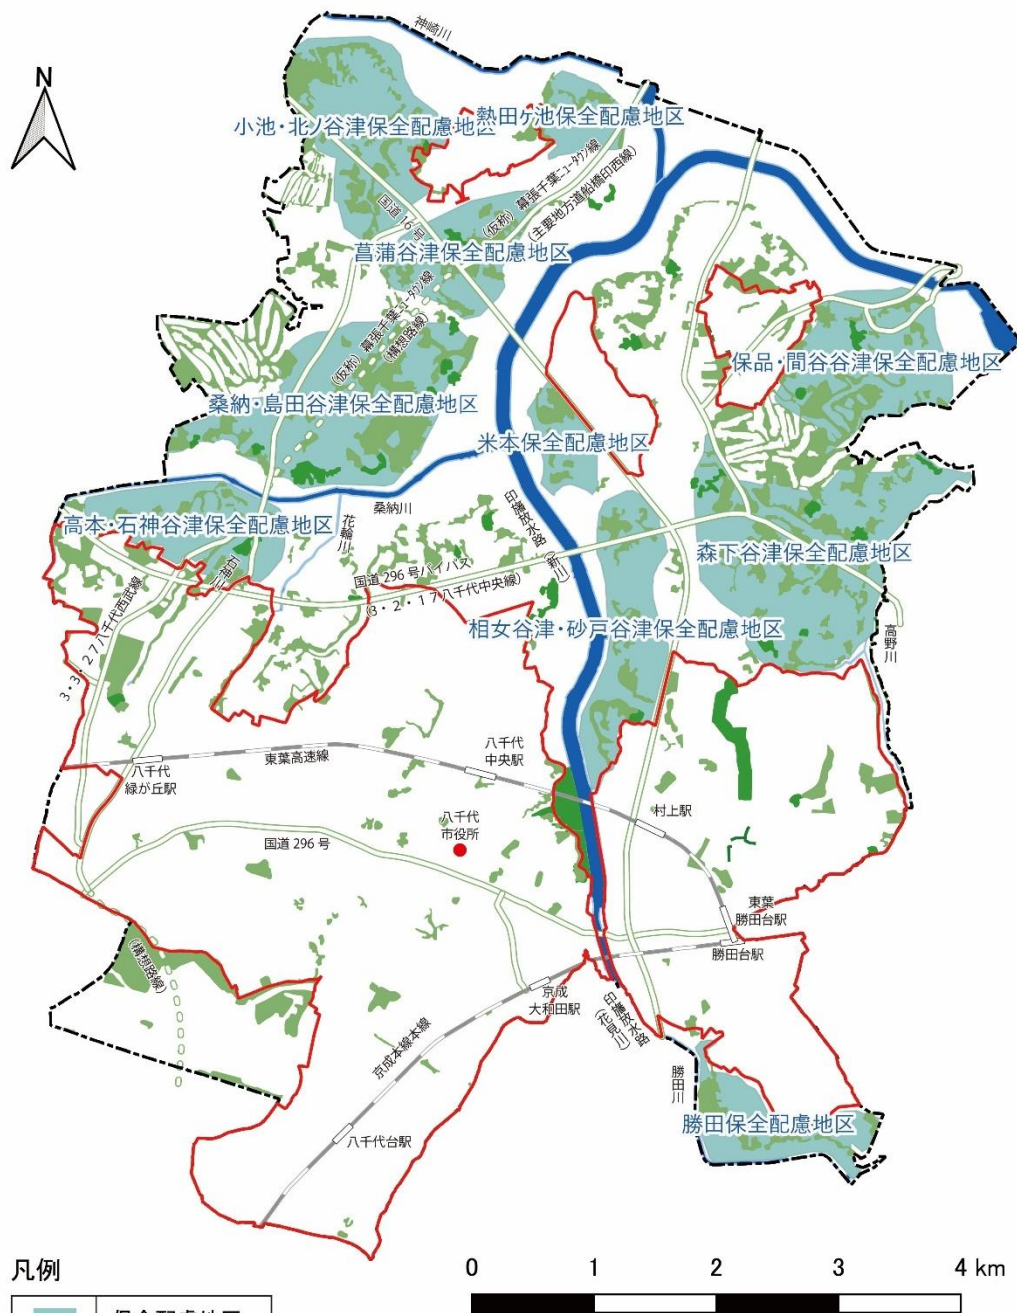 神崎川
N
小池・北ノ谷津保全配慮地区
熱田ヶ池保全配慮地区
国道16号
(仮称) 幕張千葉ニュータウン線
(主要地方道船橋印西線)
菖蒲谷津保全配慮地区
(仮称) 幕張千葉ニュータウン線
(構想路線)
保品・間谷谷津保全配慮地区
桑納・島田谷津保全配慮地区
米本保全配慮地区
印旛放水路
(新川)
桑納川
高本・石神谷津保全配慮地区
花輪川
石神川
国道296号バイパス
(3・2・17八千代中央線)
森下谷津保全配慮地区
3・3・27八千代西武線
相女谷津・砂戸谷津保全配慮地区
高野川
東葉高速線
八千代
中央駅
八千代
緑が丘駅
村上駅
八千代
市役所
国道296号
東葉
勝田台駅
勝田台駅
(構想路線)
京成
大和田駅
印旛放水路
(花見川)
京成本線本線
勝田川
八千代台駅
勝田保全配慮地区
凡例
0 1 2 3 4 km
保全配慮地区